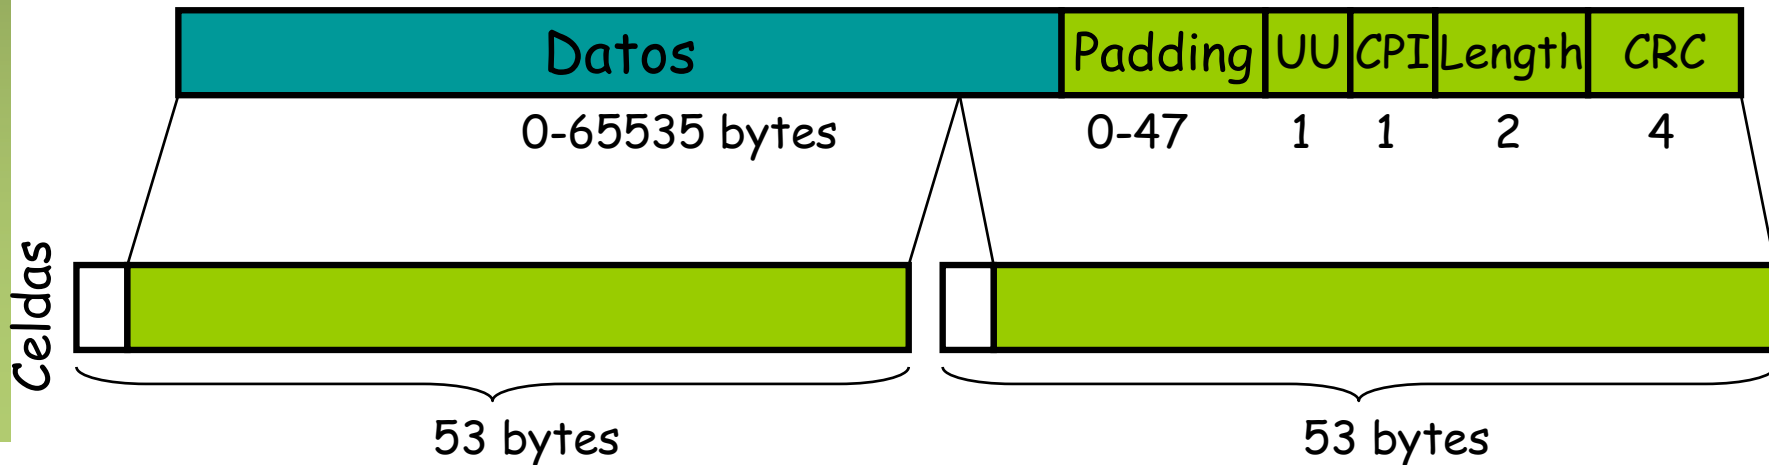 Datos Padding UU CPI Length CRC
0-65535 bytes 0-47 1 1 2 4
Celdas
53 bytes 53 bytes